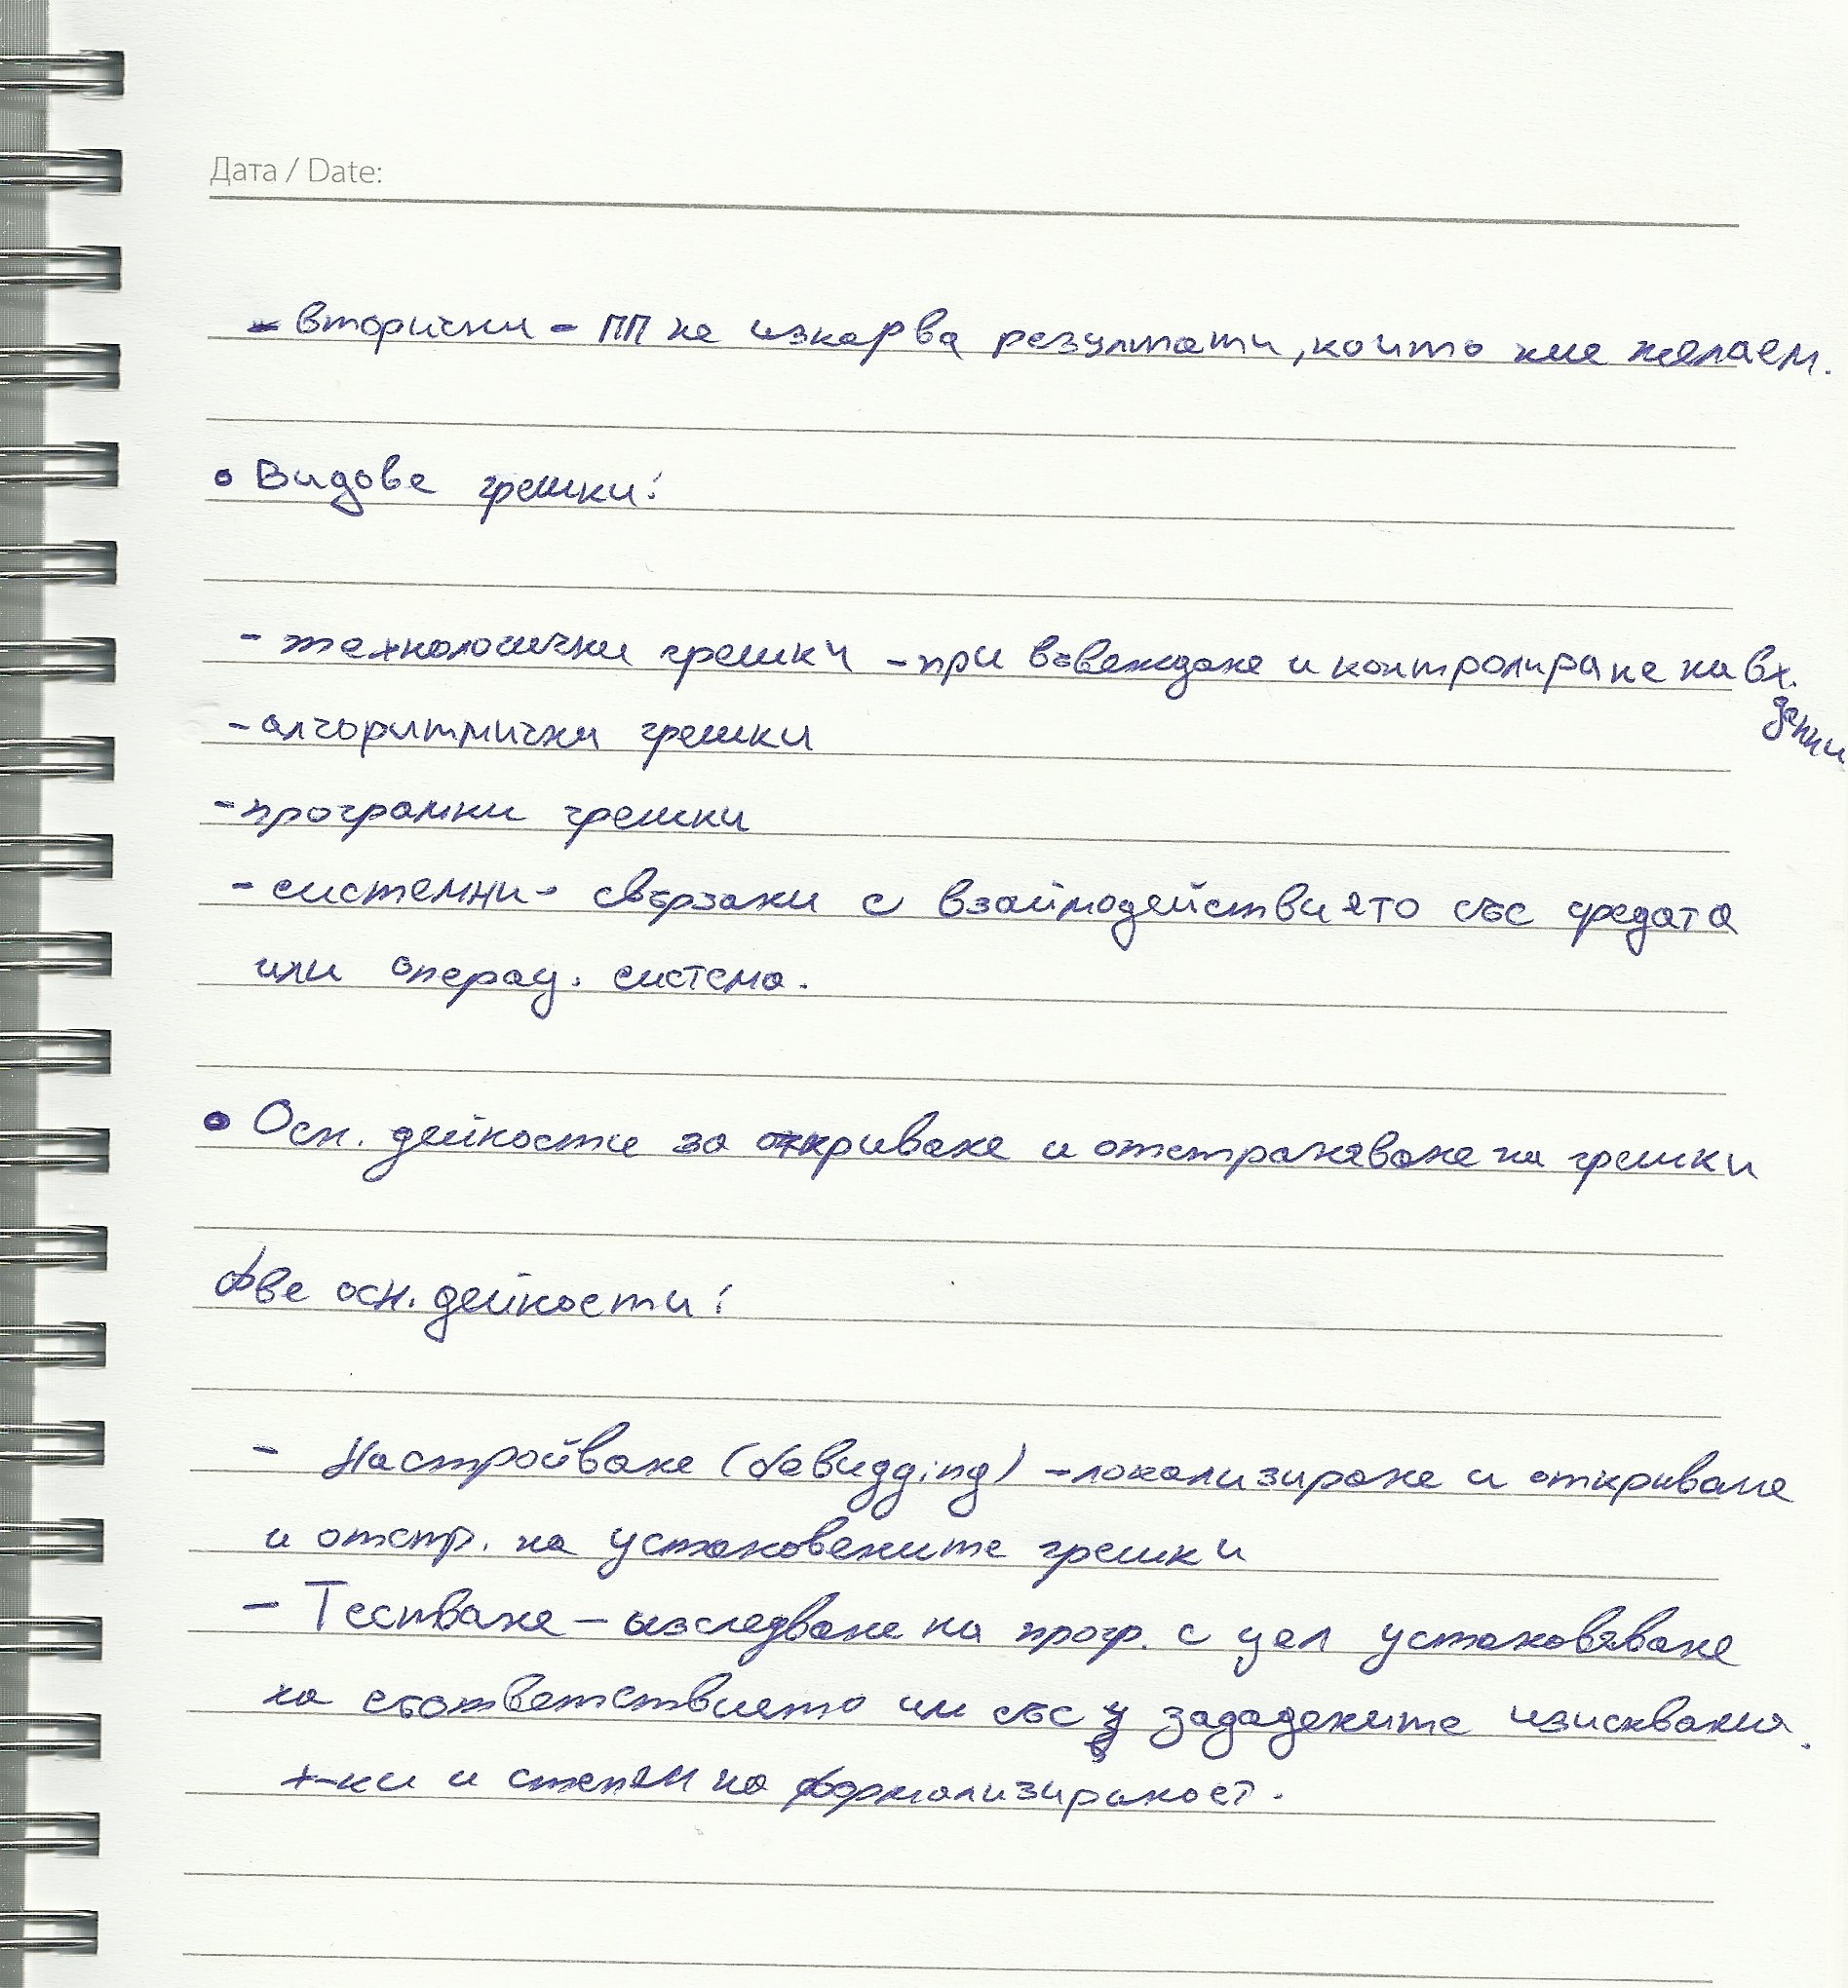 Дата / Date:
- вторични - ПП не изкарва резултати, които ние желаем.
• Видове грешки:
- технологични грешки - при въвеждане и контролиране на вх. данни
- алгоритмични грешки
- програмни грешки
- системни - свързани с взаимодействието със средата
или операц. система.
• Осн. дейности за откриване и отстраняване на грешки
Две осн. дейности:
- Настройване (debugging) - локализиране и откриване
и отстр. на установените грешки
- Тестване - изследване на прогр. с цел установяване
на съответствието им със зададените изисквания.
х-ки и степен на формализираност.